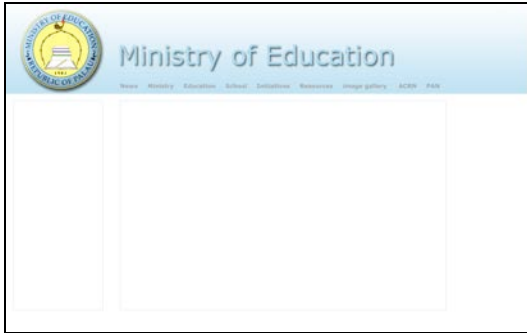 MINISTRY OF EDUCATION
REPUBLIC OF PALAU
1981
Ministry of Education
Home Ministry Education School Initiatives Resources Image gallery ACRM PAN